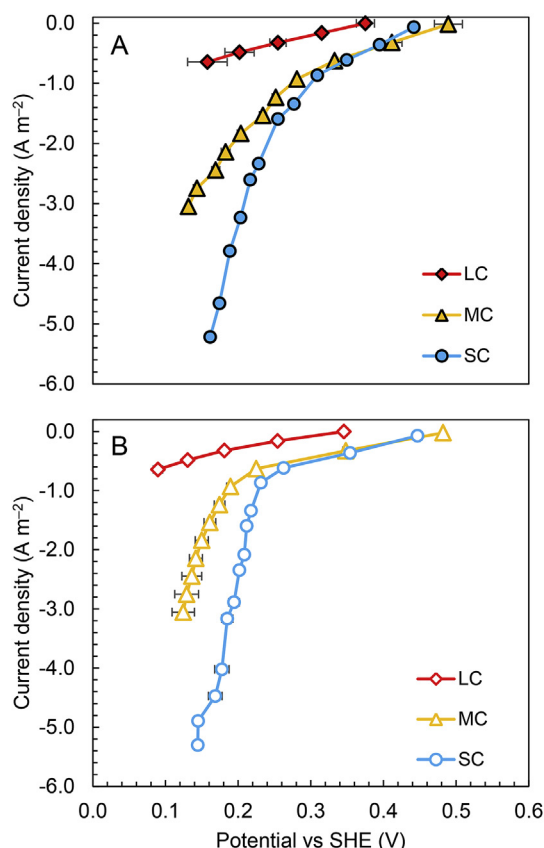 A
0.0
-1.0
-2.0
-3.0
-4.0
-5.0
-6.0
Current density (A m⁻²)
LC
MC
SC
B
0.0
-1.0
-2.0
-3.0
-4.0
-5.0
-6.0
Current density (A m⁻²)
LC
MC
SC
0.0 0.1 0.2 0.3 0.4 0.5 0.6
Potential vs SHE (V)